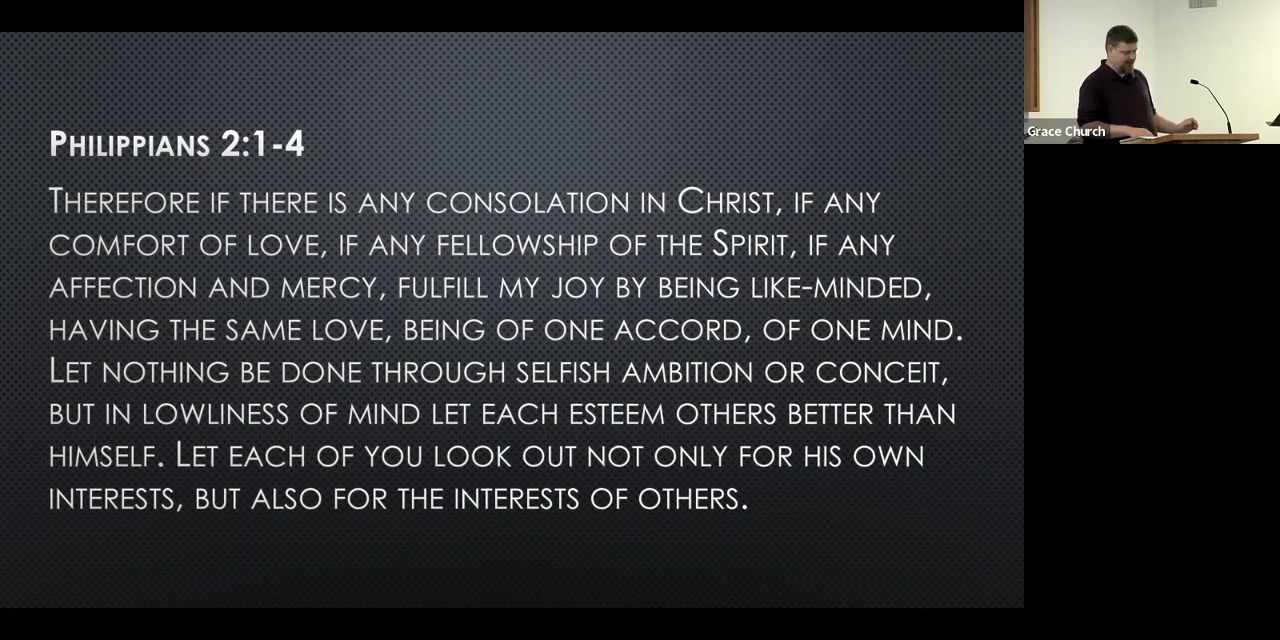 Philippians 2:1-4
Therefore if there is any consolation in Christ, if any
comfort of love, if any fellowship of the Spirit, if any
affection and mercy, fulfill my joy by being like-minded,
having the same love, being of one accord, of one mind.
Let nothing be done through selfish ambition or conceit,
but in lowliness of mind let each esteem others better than
himself. Let each of you look out not only for his own
interests, but also for the interests of others.
Grace Church